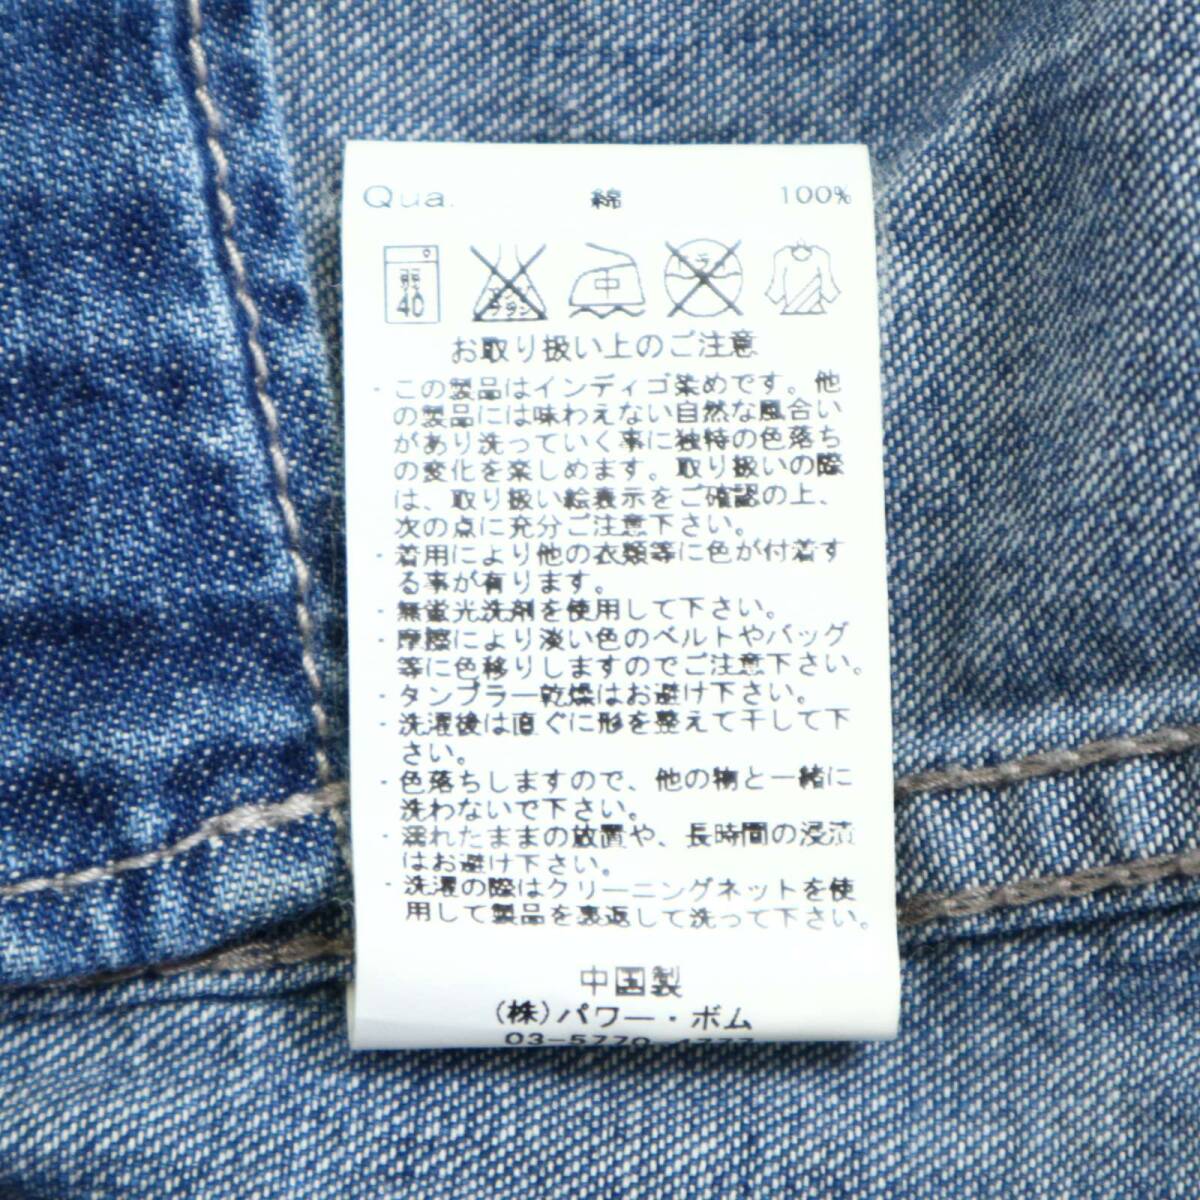 Qua. 綿 100%
弱 40 エンソ サラシ 中 ドライ
お取り扱い上のご注意
・この製品はインディゴ染めです。他
の製品には味わえない自然な風合い
があり洗っていく事に独特の色落ち
の変化を楽しめます。取り扱いの際
は、取り扱い絵表示をご確認の上、
次の点に充分ご注意下さい。
・着用により他の衣類等に色が付着す
る事が有ります。
・無蛍光洗剤を使用して下さい。
・摩擦により淡い色のベルトやバッグ
等に色移りしますのでご注意下さい。
・タンブラー乾燥はお避け下さい。
・洗濯後は直ぐに形を整えて干して下
さい。
・色落ちしますので、他の物と一緒に
洗わないで下さい。
・濡れたままの放置や、長時間の浸漬
はお避け下さい。
・洗濯の際はクリーニングネットを使
用して製品を裏返して洗って下さい。
中国製
(株)パワー・ボム
03-5770-4777